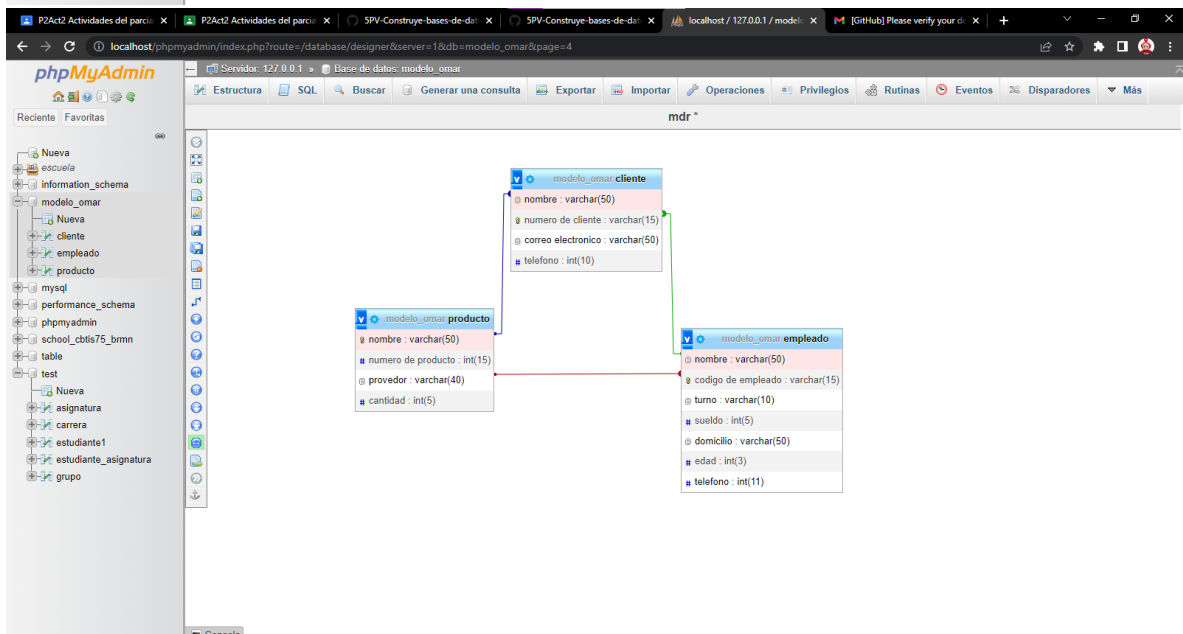 P2Act2 Actividades del parcia
P2Act2 Actividades del parcia
5PV-Construye-bases-de-dat
5PV-Construye-bases-de-dat
localhost / 127.0.0.1 / model
[GitHub] Please verify your d
localhost/phpmyadmin/index.php?route=/database/designer&server=1&db=modelo_omar&page=4
phpMyAdmin
Reciente Favoritas
Nueva
escuela
information_schema
modelo_omar
Nueva
cliente
empleado
producto
mysql
performance_schema
phpmyadmin
school_cbtis75_brmn
table
test
Nueva
asignatura
carrera
estudiante1
estudiante_asignatura
grupo
Servidor: 127.0.0.1 » Base de datos: modelo_omar
Estructura SQL Buscar Generar una consulta Exportar Importar Operaciones Privilegios Rutinas Eventos Disparadores Más
mdr *
modelo_omar cliente
nombre : varchar(50)
numero de cliente : varchar(15)
correo electronico : varchar(50)
telefono : int(10)
modelo_omar producto
nombre : varchar(50)
numero de producto : int(15)
provedor : varchar(40)
cantidad : int(5)
modelo_omar empleado
nombre : varchar(50)
codigo de empleado : varchar(15)
turno : varchar(10)
sueldo : int(5)
domicilio : varchar(50)
edad : int(3)
telefono : int(11)
Consola